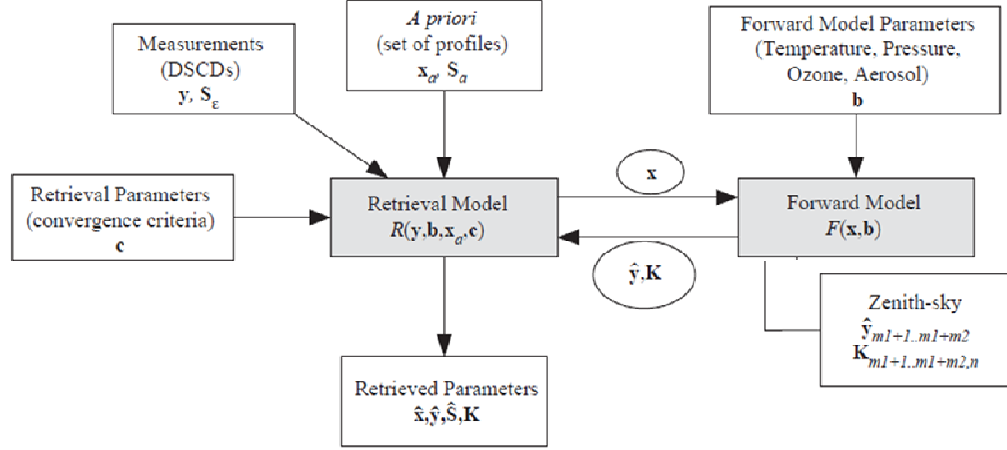 Measurements
(DSCDs)
y, Sε
A priori
(set of profiles)
xa, Sa
Forward Model Parameters
(Temperature, Pressure,
Ozone, Aerosol)
b
Retrieval Parameters
(convergence criteria)
c
Retrieval Model
R(y,b,xa,c)
x
ŷ,K
Forward Model
F(x,b)
Zenith-sky
ŷm1+1..m1+m2
Km1+1..m1+m2,n
Retrieved Parameters
x̂,ŷ,Ŝ,K